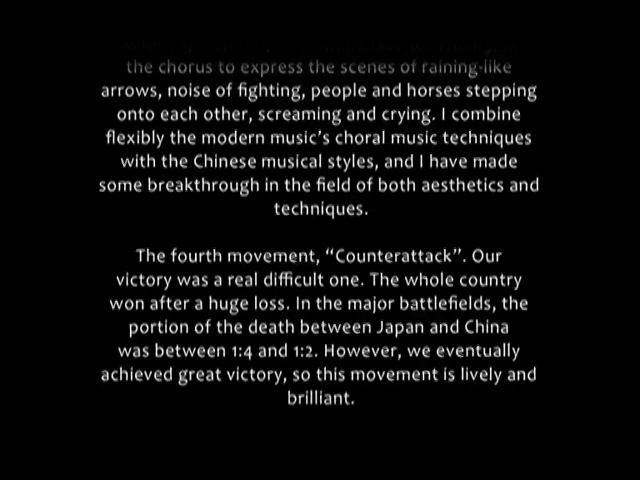 the chorus to express the scenes of raining-like
arrows, noise of fighting, people and horses stepping
onto each other, screaming and crying. I combine
flexibly the modern music's choral music techniques
with the Chinese musical styles, and I have made
some breakthrough in the field of both aesthetics and
techniques.
The fourth movement, “Counterattack”. Our
victory was a real difficult one. The whole country
won after a huge loss. In the major battlefields, the
portion of the death between Japan and China
was between 1:4 and 1:2. However, we eventually
achieved great victory, so this movement is lively and
brilliant.